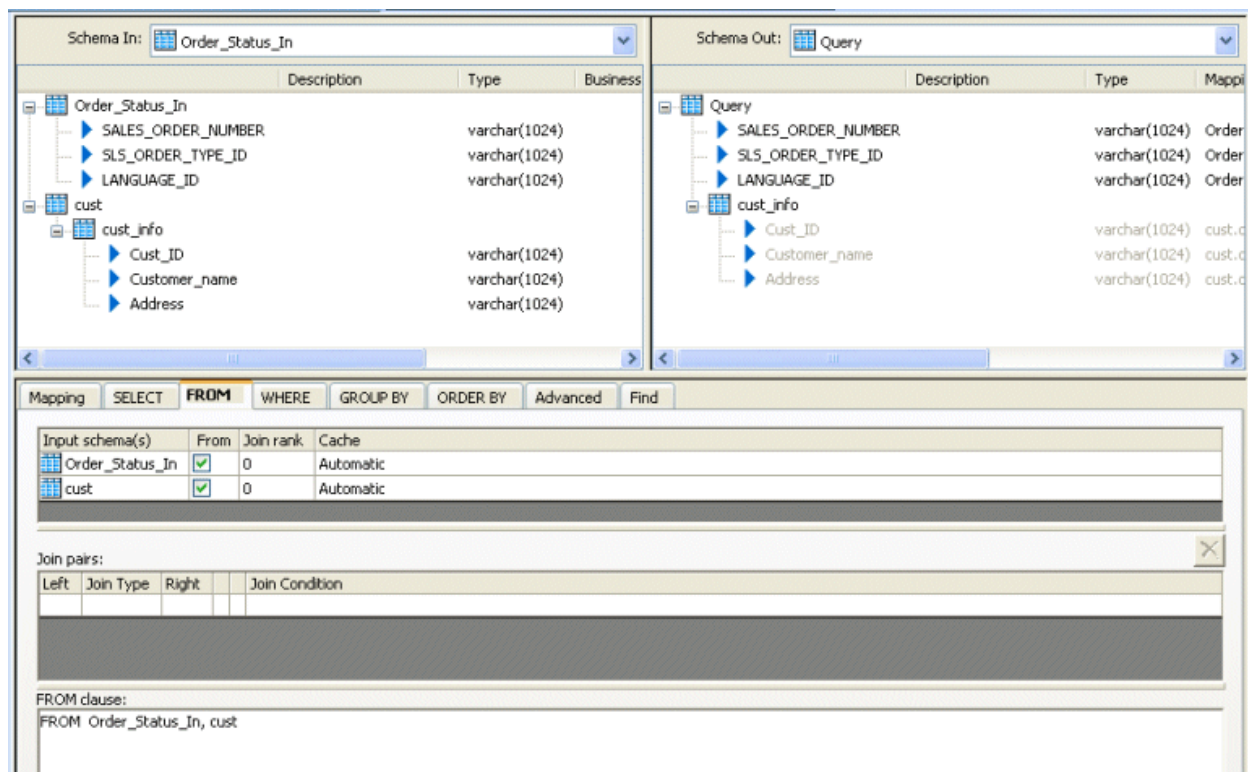 Schema In: Order_Status_In
Description Type Business
Order_Status_In
SALES_ORDER_NUMBER varchar(1024)
SLS_ORDER_TYPE_ID varchar(1024)
LANGUAGE_ID varchar(1024)
cust
cust_info
Cust_ID varchar(1024)
Customer_name varchar(1024)
Address varchar(1024)
Schema Out: Query
Description Type Mappi
Query
SALES_ORDER_NUMBER varchar(1024) Order
SLS_ORDER_TYPE_ID varchar(1024) Order
LANGUAGE_ID varchar(1024) Order
cust_info
Cust_ID varchar(1024) cust.c
Customer_name varchar(1024) cust.c
Address varchar(1024) cust.c
Mapping SELECT FROM WHERE GROUP BY ORDER BY Advanced Find
Input schema(s) From Join rank Cache
Order_Status_In 0 Automatic
cust 0 Automatic
Join pairs:
Left Join Type Right Join Condition
FROM clause:
FROM Order_Status_In, cust